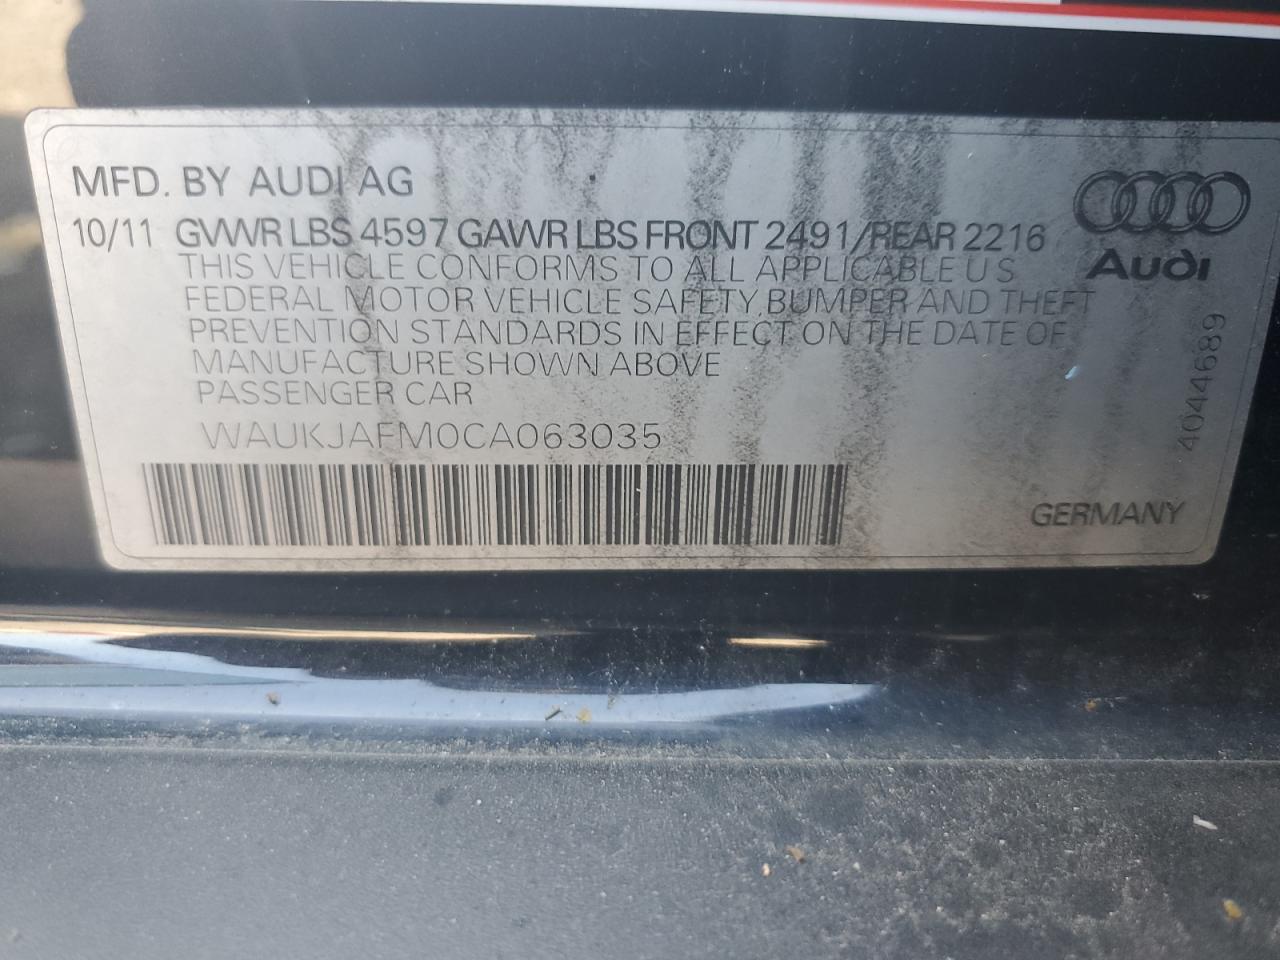 MFD. BY AUDI AG
10/11 GVWR LBS 4597 GAWR LBS FRONT 2491/REAR 2216
THIS VEHICLE CONFORMS TO ALL APPLICABLE U S
FEDERAL MOTOR VEHICLE SAFETY, BUMPER AND THEFT
PREVENTION STANDARDS IN EFFECT ON THE DATE OF
MANUFACTURE SHOWN ABOVE
PASSENGER CAR
WAUKJAFM0CA063035
Audi
4044689
GERMANY